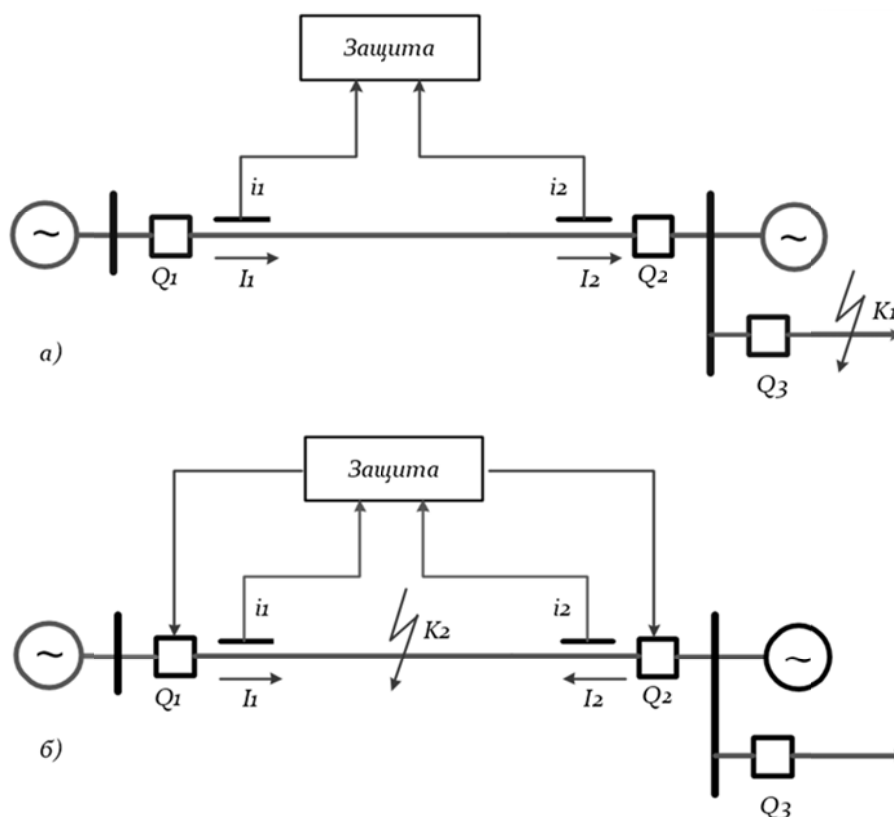 Защита
i1 i2
~ Q1 I1 I2 Q2 ~
K1
а) Q3
Защита
i1 K2 i2
~ Q1 I1 I2 Q2 ~
б) Q3